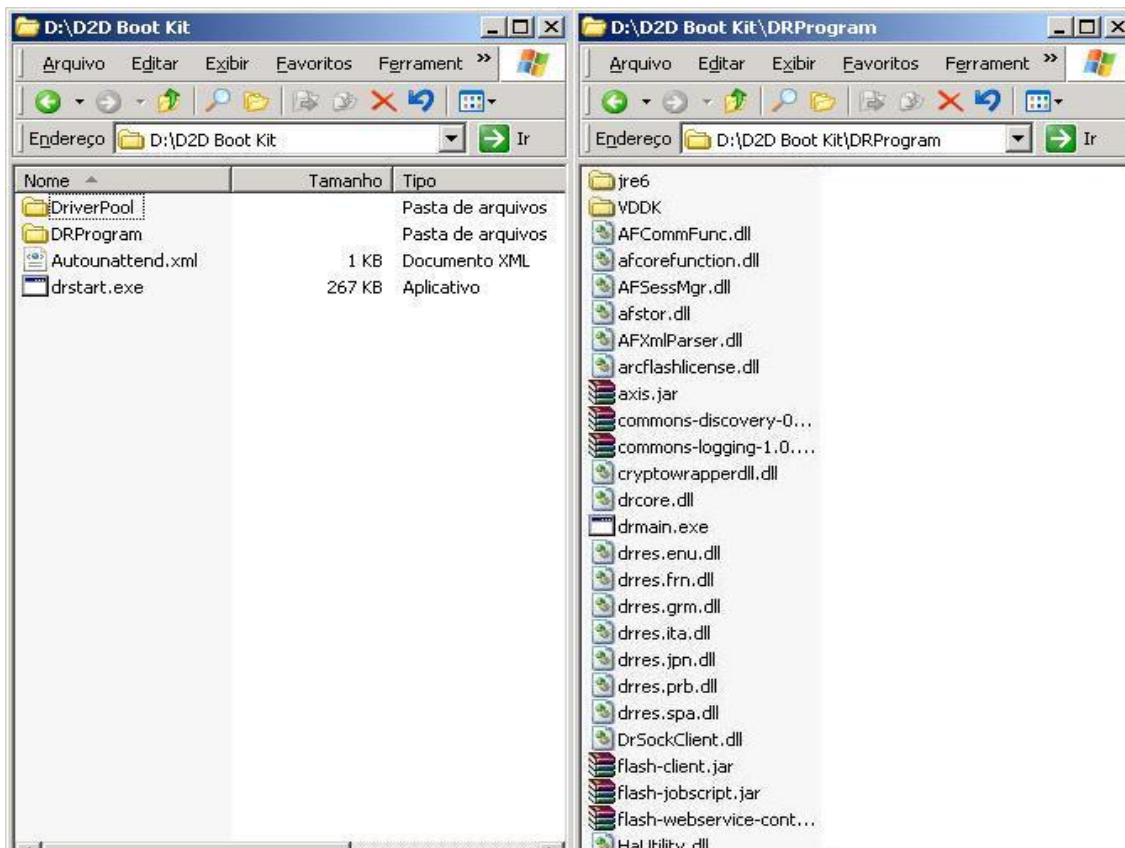 D:\D2D Boot Kit
Arquivo Editar Exibir Favoritos Ferrament »
Endereço D:\D2D Boot Kit Ir
Nome Tamanho Tipo
DriverPool Pasta de arquivos
DRProgram Pasta de arquivos
Autounattend.xml 1 KB Documento XML
drstart.exe 267 KB Aplicativo
D:\D2D Boot Kit\DRProgram
Arquivo Editar Exibir Favoritos Ferrament »
Endereço D:\D2D Boot Kit\DRProgram Ir
jre6
VDDK
AFCommFunc.dll
afcorefunction.dll
AFSessMgr.dll
afstor.dll
AFXmlParser.dll
arcflashlicense.dll
axis.jar
commons-discovery-0...
commons-logging-1.0....
cryptowrapperdll.dll
drcore.dll
drmain.exe
drres.enu.dll
drres.frn.dll
drres.grm.dll
drres.ita.dll
drres.jpn.dll
drres.prb.dll
drres.spa.dll
DrSockClient.dll
flash-client.jar
flash-jobscript.jar
flash-webservice-cont...
HaUtility.dll